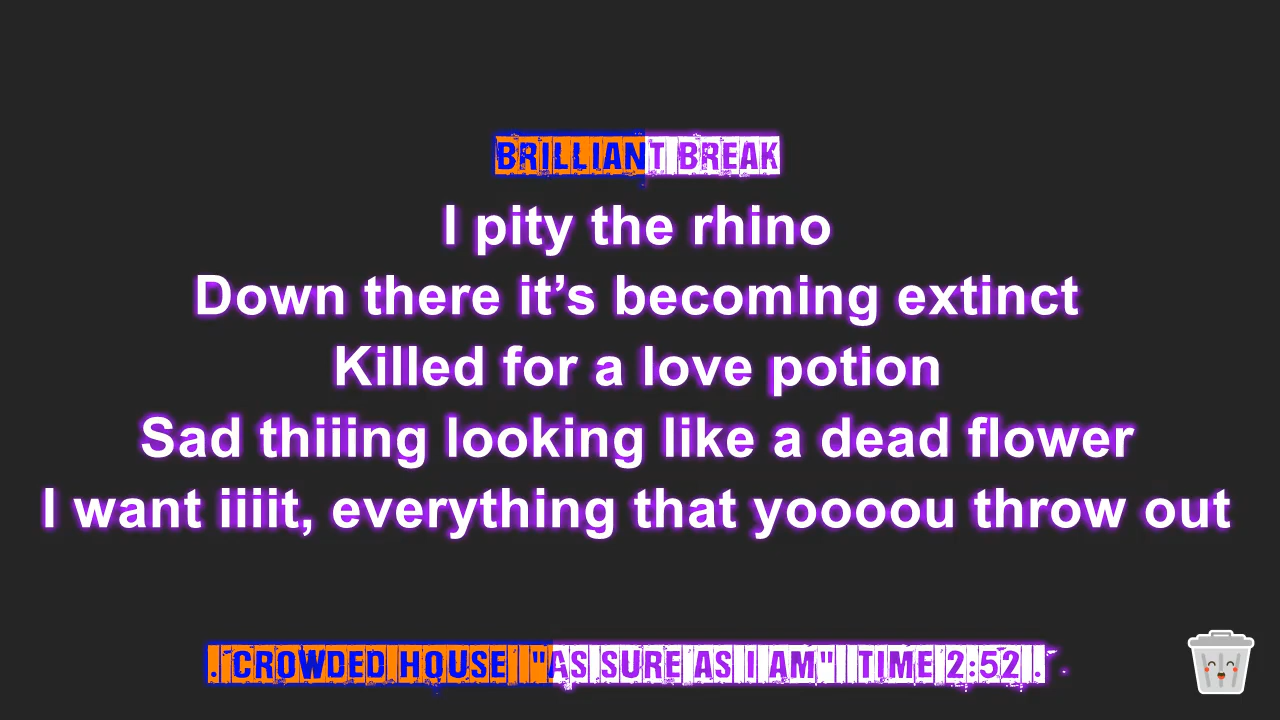 BRILLIANT BREAK
I pity the rhino
Down there it’s becoming extinct
Killed for a love potion
Sad thiiing looking like a dead flower
I want iiiit, everything that yoooou throw out
. CROWDED HOUSE | "AS SURE AS I AM" | TIME 2:52 .